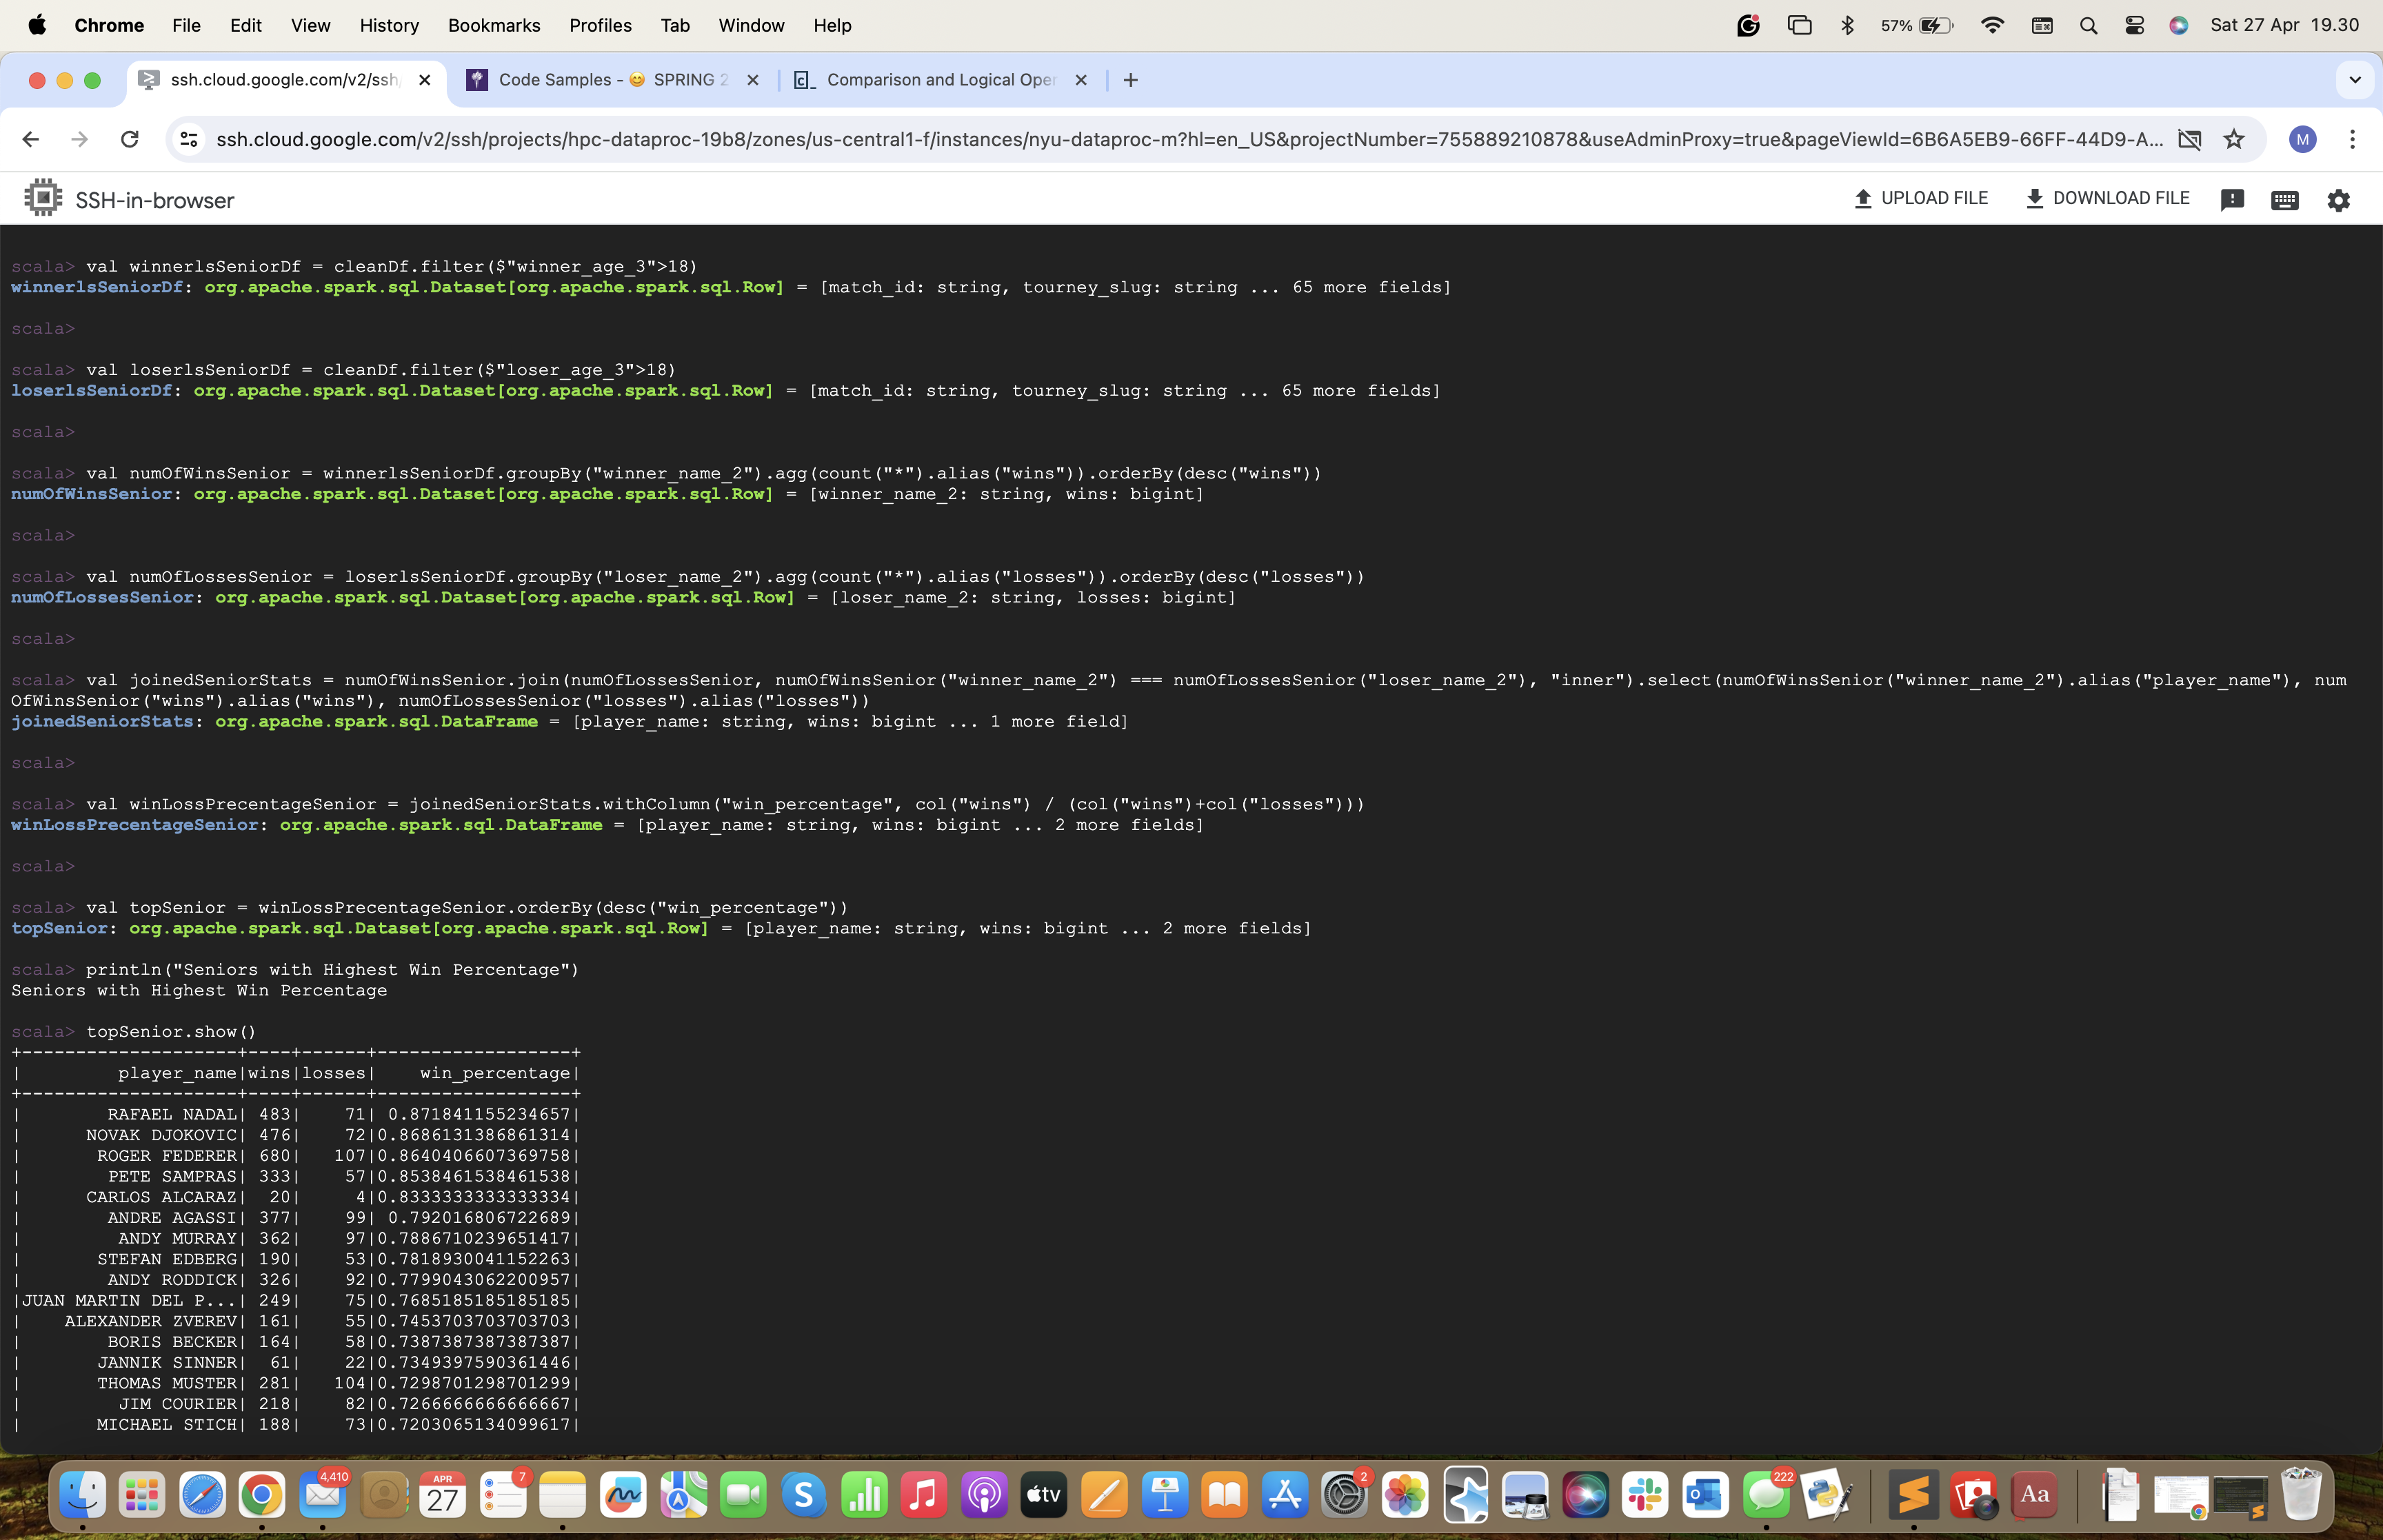 Chrome File Edit View History Bookmarks Profiles Tab Window Help 57% Sat 27 Apr 19.30
ssh.cloud.google.com/v2/ssh Code Samples - 😊 SPRING 2 Comparison and Logical Oper
ssh.cloud.google.com/v2/ssh/projects/hpc-dataproc-19b8/zones/us-central1-f/instances/nyu-dataproc-m?hl=en_US&projectNumber=755889210878&useAdminProxy=true&pageViewId=6B6A5EB9-66FF-44D9-A... M
SSH-in-browser UPLOAD FILE DOWNLOAD FILE
scala> val winnerlsSeniorDf = cleanDf.filter($"winner_age_3">18)
winnerlsSeniorDf: org.apache.spark.sql.Dataset[org.apache.spark.sql.Row] = [match_id: string, tourney_slug: string ... 65 more fields]
scala>
scala> val loserlsSeniorDf = cleanDf.filter($"loser_age_3">18)
loserlsSeniorDf: org.apache.spark.sql.Dataset[org.apache.spark.sql.Row] = [match_id: string, tourney_slug: string ... 65 more fields]
scala>
scala> val numOfWinsSenior = winnerlsSeniorDf.groupBy("winner_name_2").agg(count("*").alias("wins")).orderBy(desc("wins"))
numOfWinsSenior: org.apache.spark.sql.Dataset[org.apache.spark.sql.Row] = [winner_name_2: string, wins: bigint]
scala>
scala> val numOfLossesSenior = loserlsSeniorDf.groupBy("loser_name_2").agg(count("*").alias("losses")).orderBy(desc("losses"))
numOfLossesSenior: org.apache.spark.sql.Dataset[org.apache.spark.sql.Row] = [loser_name_2: string, losses: bigint]
scala>
scala> val joinedSeniorStats = numOfWinsSenior.join(numOfLossesSenior, numOfWinsSenior("winner_name_2") === numOfLossesSenior("loser_name_2"), "inner").select(numOfWinsSenior("winner_name_2").alias("player_name"), num
OfWinsSenior("wins").alias("wins"), numOfLossesSenior("losses").alias("losses"))
joinedSeniorStats: org.apache.spark.sql.DataFrame = [player_name: string, wins: bigint ... 1 more field]
scala>
scala> val winLossPrecentageSenior = joinedSeniorStats.withColumn("win_percentage", col("wins") / (col("wins")+col("losses")))
winLossPrecentageSenior: org.apache.spark.sql.DataFrame = [player_name: string, wins: bigint ... 2 more fields]
scala>
scala> val topSenior = winLossPrecentageSenior.orderBy(desc("win_percentage"))
topSenior: org.apache.spark.sql.Dataset[org.apache.spark.sql.Row] = [player_name: string, wins: bigint ... 2 more fields]
scala> println("Seniors with Highest Win Percentage")
Seniors with Highest Win Percentage
scala> topSenior.show()
+--------------------+----+------+------------------+
|         player_name|wins|losses|    win_percentage|
+--------------------+----+------+------------------+
|        RAFAEL NADAL| 483|    71| 0.871841155234657|
|      NOVAK DJOKOVIC| 476|    72|0.8686131386861314|
|       ROGER FEDERER| 680|   107|0.8640406607369758|
|        PETE SAMPRAS| 333|    57|0.8538461538461538|
|      CARLOS ALCARAZ|  20|     4|0.8333333333333334|
|        ANDRE AGASSI| 377|    99| 0.792016806722689|
|         ANDY MURRAY| 362|    97|0.7886710239651417|
|       STEFAN EDBERG| 190|    53|0.7818930041152263|
|        ANDY RODDICK| 326|    92|0.7799043062200957|
|JUAN MARTIN DEL P...| 249|    75|0.7685185185185185|
|    ALEXANDER ZVEREV| 161|    55|0.7453703703703703|
|        BORIS BECKER| 164|    58|0.7387387387387387|
|       JANNIK SINNER|  61|    22|0.7349397590361446|
|       THOMAS MUSTER| 281|   104|0.7298701298701299|
|         JIM COURIER| 218|    82|0.7266666666666667|
|       MICHAEL STICH| 188|    73|0.7203065134099617|
4,410 APR 27 7 tv 2 222 Aa